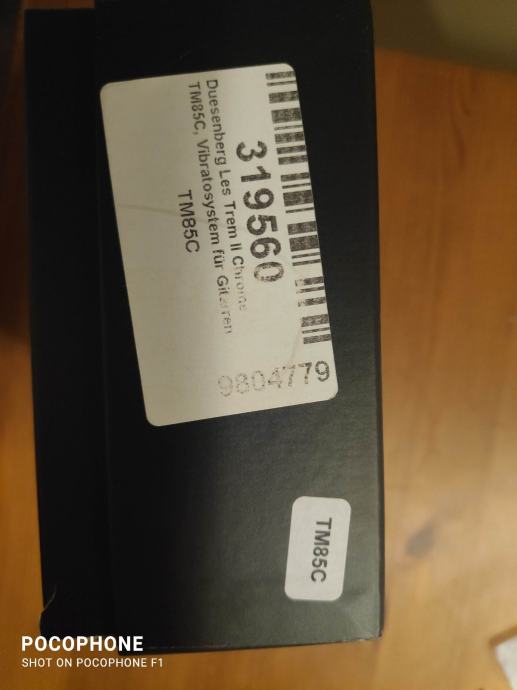 319560
Duesenberg Les Trem II Chrome
TM85C, Vibratosystem für Gitarren
TM85C
9804779
TM85C
POCOPHONE
SHOT ON POCOPHONE F1